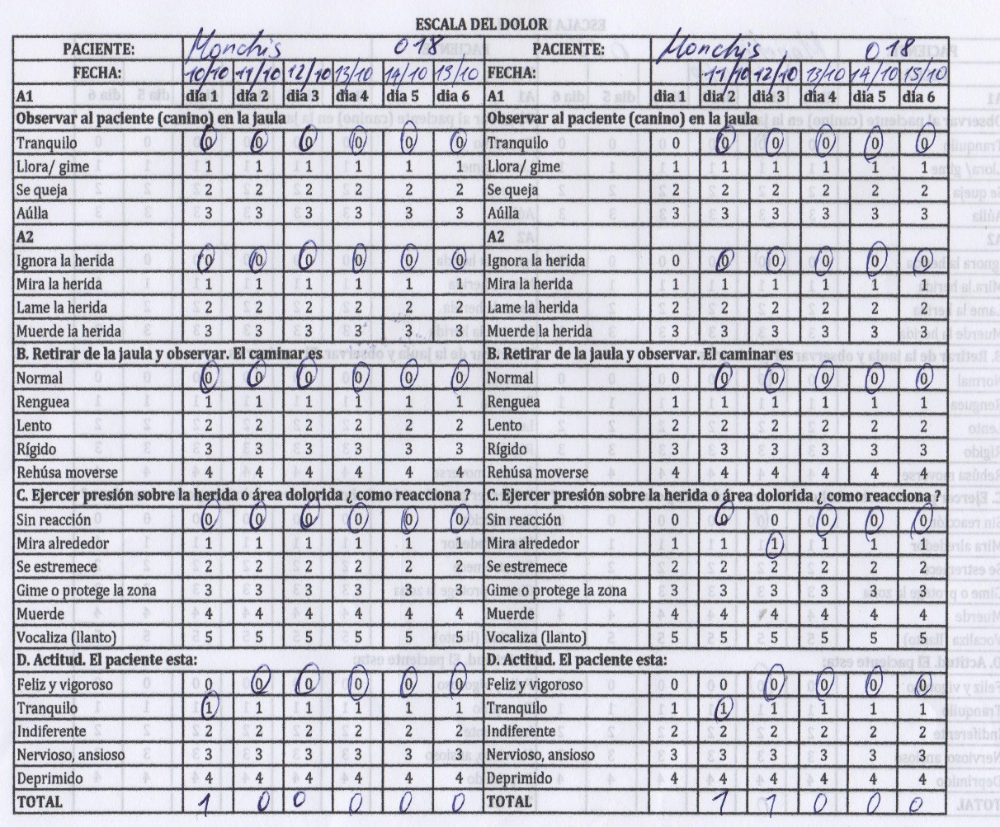 ESCALA DEL DOLOR
PACIENTE: Monchis 018 PACIENTE: Monchis 018
FECHA: 10/10 11/10 12/10 13/10 14/10 15/10 FECHA: 11/10 12/10 13/10 14/10 15/10
A1 día 1 día 2 día 3 día 4 día 5 día 6 A1 día 1 día 2 día 3 día 4 día 5 día 6
Observar al paciente (canino) en la jaula Observar al paciente (canino) en la jaula
Tranquilo 0 0 0 0 0 0 Tranquilo 0 0 0 0 0 0
Llora/ gime 1 1 1 1 1 1 Llora/ gime 1 1 1 1 1 1
Se queja 2 2 2 2 2 2 Se queja 2 2 2 2 2 2
Aúlla 3 3 3 3 3 3 Aúlla 3 3 3 3 3 3
A2 A2
Ignora la herida 0 0 0 0 0 0 Ignora la herida 0 0 0 0 0 0
Mira la herida 1 1 1 1 1 1 Mira la herida 1 1 1 1 1 1
Lame la herida 2 2 2 2 2 2 Lame la herida 2 2 2 2 2 2
Muerde la herida 3 3 3 3 3 3 Muerde la herida 3 3 3 3 3 3
B. Retirar de la jaula y observar. El caminar es B. Retirar de la jaula y observar. El caminar es
Normal 0 0 0 0 0 0 Normal 0 0 0 0 0 0
Renguea 1 1 1 1 1 1 Renguea 1 1 1 1 1 1
Lento 2 2 2 2 2 2 Lento 2 2 2 2 2 2
Rígido 3 3 3 3 3 3 Rígido 3 3 3 3 3 3
Rehúsa moverse 4 4 4 4 4 4 Rehúsa moverse 4 4 4 4 4 4
C. Ejercer presión sobre la herida o área dolorida ¿ como reacciona ? C. Ejercer presión sobre la herida o área dolorida ¿ como reacciona ?
Sin reacción 0 0 0 0 0 0 Sin reacción 0 0 0 0 0 0
Mira alrededor 1 1 1 1 1 1 Mira alrededor 1 1 1 1 1 1
Se estremece 2 2 2 2 2 2 Se estremece 2 2 2 2 2 2
Gime o protege la zona 3 3 3 3 3 3 Gime o protege la zona 3 3 3 3 3 3
Muerde 4 4 4 4 4 4 Muerde 4 4 4 4 4 4
Vocaliza (llanto) 5 5 5 5 5 5 Vocaliza (llanto) 5 5 5 5 5 5
D. Actitud. El paciente esta: D. Actitud. El paciente esta:
Feliz y vigoroso 0 0 0 0 0 0 Feliz y vigoroso 0 0 0 0 0 0
Tranquilo 1 1 1 1 1 1 Tranquilo 1 1 1 1 1 1
Indiferente 2 2 2 2 2 2 Indiferente 2 2 2 2 2 2
Nervioso, ansioso 3 3 3 3 3 3 Nervioso, ansioso 3 3 3 3 3 3
Deprimido 4 4 4 4 4 4 Deprimido 4 4 4 4 4 4
TOTAL 1 0 0 0 0 0 TOTAL 1 1 0 0 0